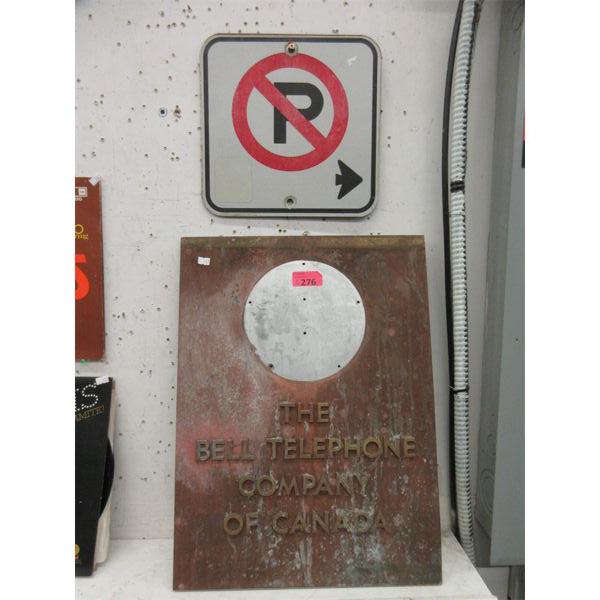 P
276
THE
BELL TELEPHONE
COMPANY
OF CANADA